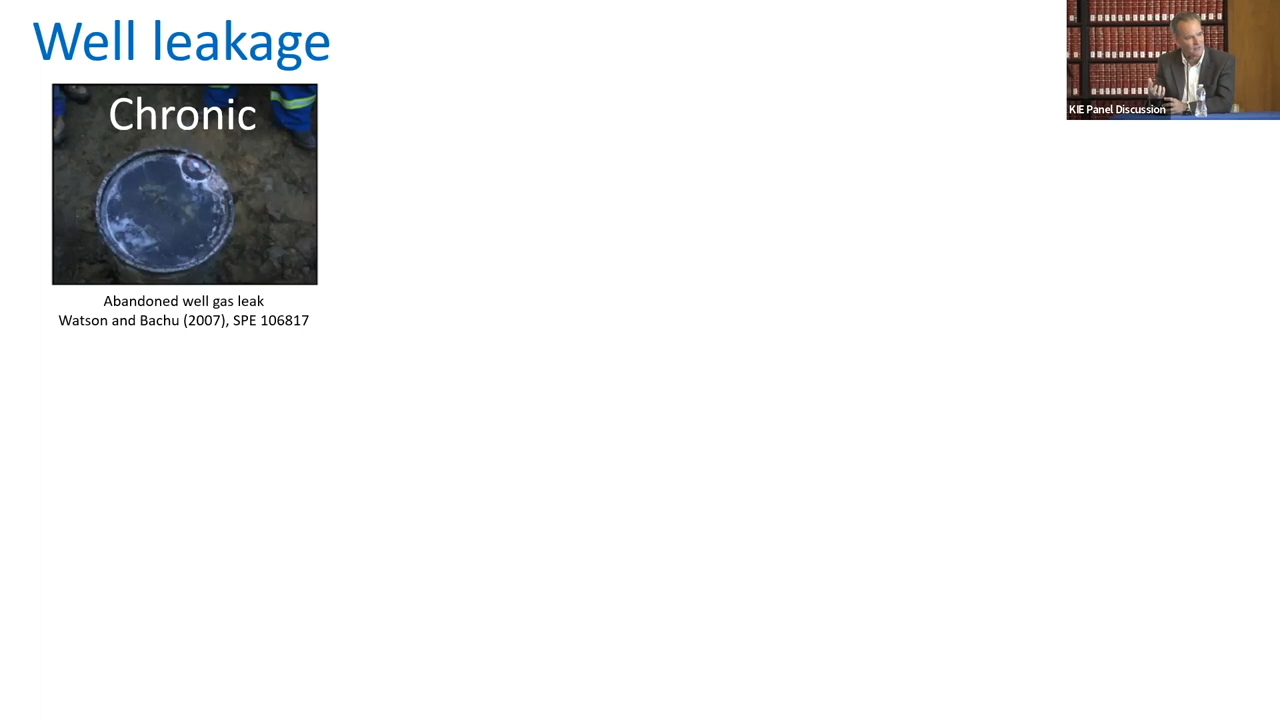 Well leakage
Chronic
Abandoned well gas leak
Watson and Bachu (2007), SPE 106817
KIE Panel Discussion